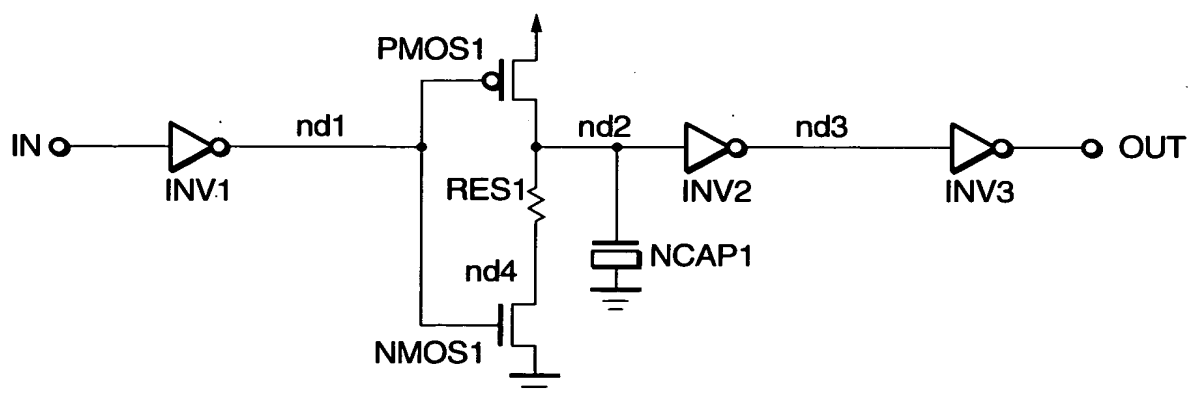 PMOS1
IN
nd1
nd2
nd3
OUT
INV1
RES1
INV2
INV3
nd4
NCAP1
NMOS1